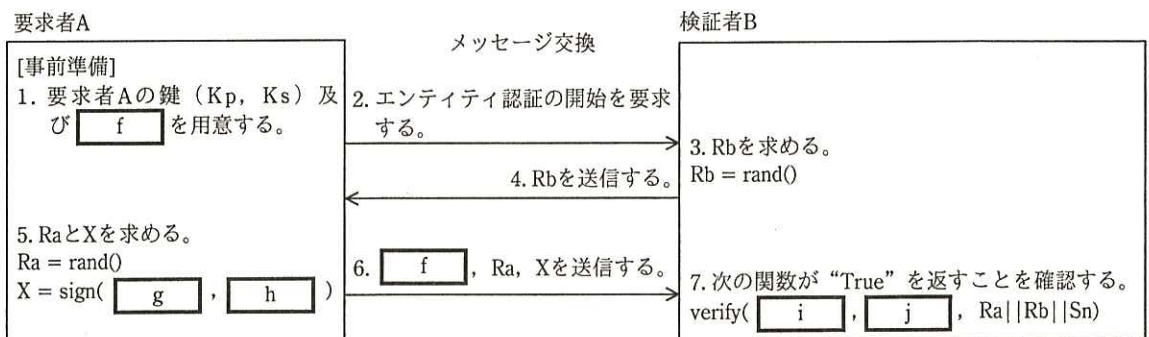 要求者A
メッセージ交換
検証者B
[事前準備]
1. 要求者Aの鍵（Kp，Ks）及
び f を用意する。
2. エンティティ認証の開始を要求
する。
3. Rbを求める。
Rb = rand()
4. Rbを送信する。
5. RaとXを求める。
Ra = rand()
X = sign( g ， h )
6. f ，Ra，Xを送信する。
7. 次の関数が“True”を返すことを確認する。
verify( i ， j ，Ra||Rb||Sn)